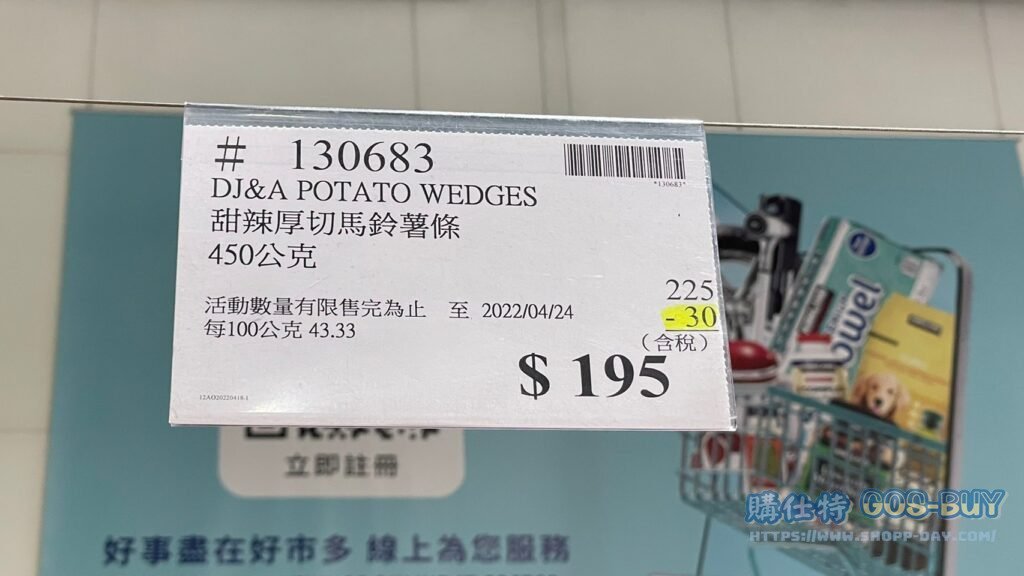 # 130683
*130683*
DJ&A POTATO WEDGES
甜辣厚切馬鈴薯條
450公克
225
活動數量有限售完為止 至 2022/04/24
- 30
每100公克 43.33
(含稅)
$ 195
12AO20220418-1
立即註冊
好事盡在好市多 線上為您服務
購仕特 GOS-BUY
HTTPS://WWW.SHOPP-DAY.COM/